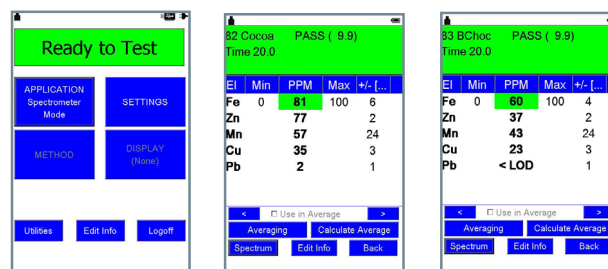 Ready to Test
APPLICATION
Spectrometer
Mode
SETTINGS
METHOD
DISPLAY
(None)
Utilities
Edit Info
Logoff
82 Cocoa PASS ( 9.9)
Time 20.0
El Min PPM Max +/- [...
Fe 0 81 100 6
Zn 77 2
Mn 57 24
Cu 35 3
Pb 2 1
< Use in Average >
Averaging Calculate Average
Spectrum Edit Info Back
83 BChoc PASS ( 9.9)
Time 20.0
El Min PPM Max +/- [...
Fe 0 60 100 4
Zn 37 2
Mn 43 24
Cu 23 3
Pb < LOD 1
< Use in Average >
Averaging Calculate Average
Spectrum Edit Info Back